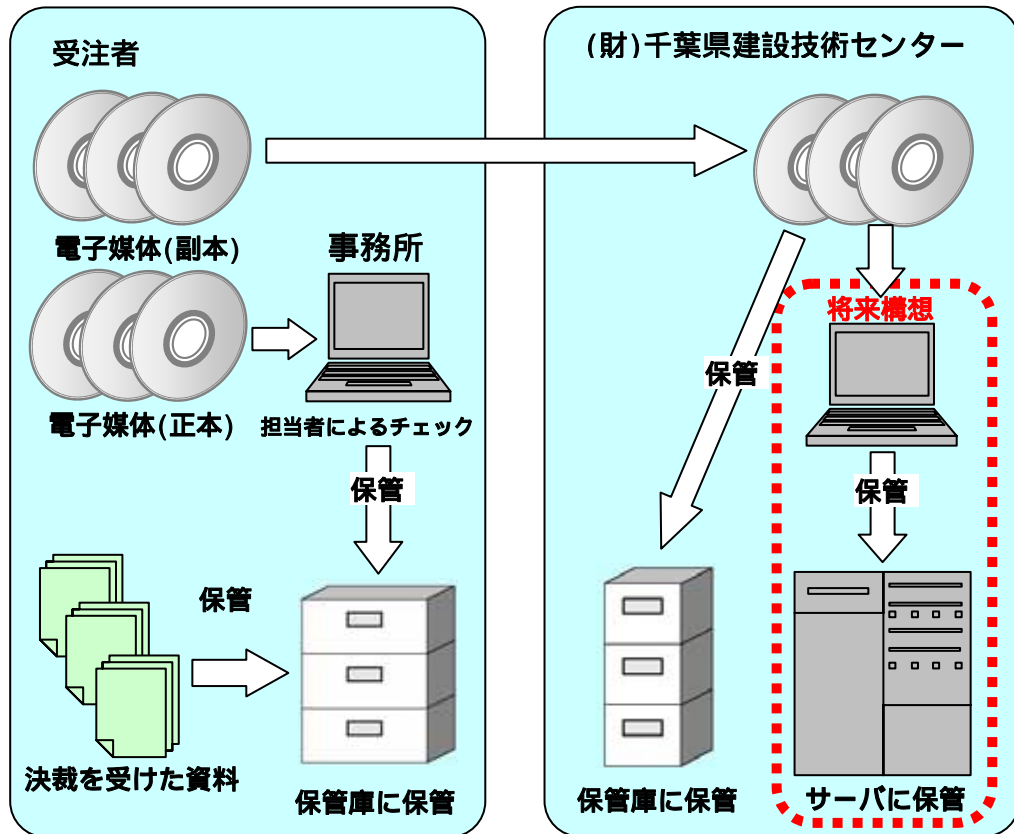 受注者
電子媒体(副本)
事務所
電子媒体(正本)
担当者によるチェック
保管
保管
決裁を受けた資料
保管庫に保管
(財)千葉県建設技術センター
将来構想
保管
保管
保管庫に保管
サーバに保管